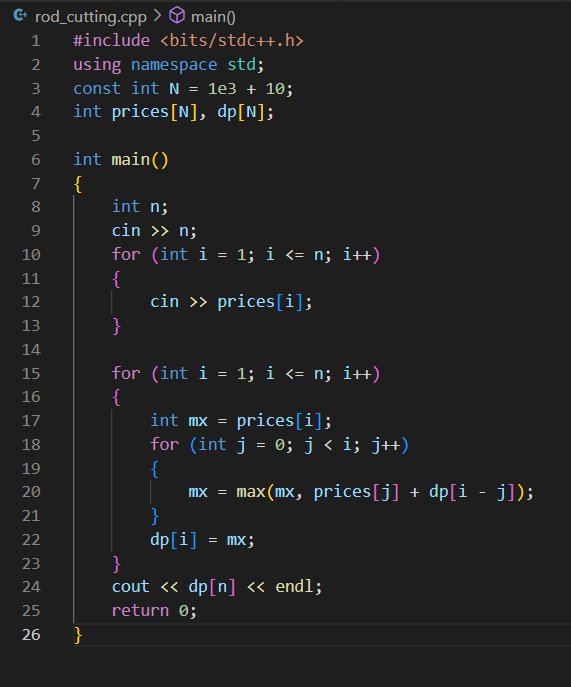 rod_cutting.cpp > main()
1 #include <bits/stdc++.h>
2 using namespace std;
3 const int N = 1e3 + 10;
4 int prices[N], dp[N];
5
6 int main()
7 {
8     int n;
9     cin >> n;
10     for (int i = 1; i <= n; i++)
11     {
12         cin >> prices[i];
13     }
14
15     for (int i = 1; i <= n; i++)
16     {
17         int mx = prices[i];
18         for (int j = 0; j < i; j++)
19         {
20             mx = max(mx, prices[j] + dp[i - j]);
21         }
22         dp[i] = mx;
23     }
24     cout << dp[n] << endl;
25     return 0;
26 }